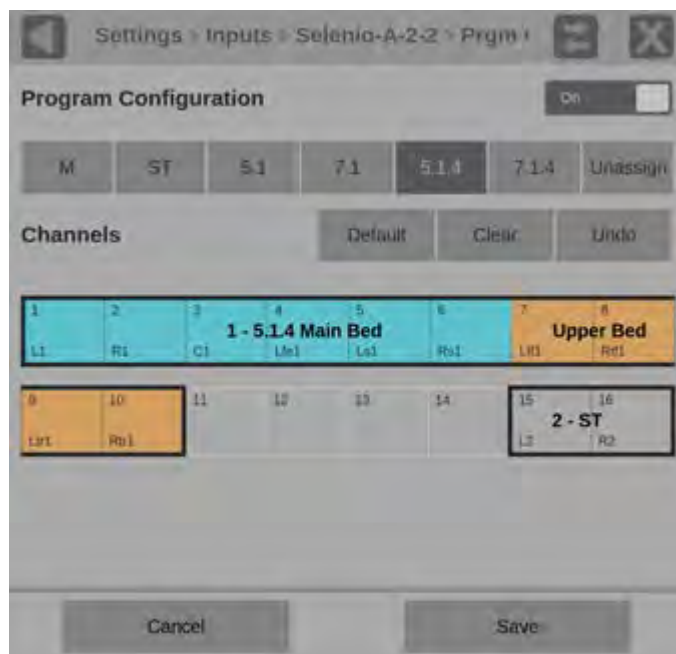 Settings > Inputs > Selenio-A-2-2 > Prgm
Program Configuration On
M ST 5.1 7.1 5.1.4 7.1.4 Unassign
Channels Default Clear Undo
1 2 3 4 5 6 7 8
1 - 5.1.4 Main Bed Upper Bed
L1 R1 C1 Lfe1 Ls1 Rs1 Ltf1 Rtf1
9 10 11 12 13 14 15 16
2 - ST
L2 R2
Cancel Save